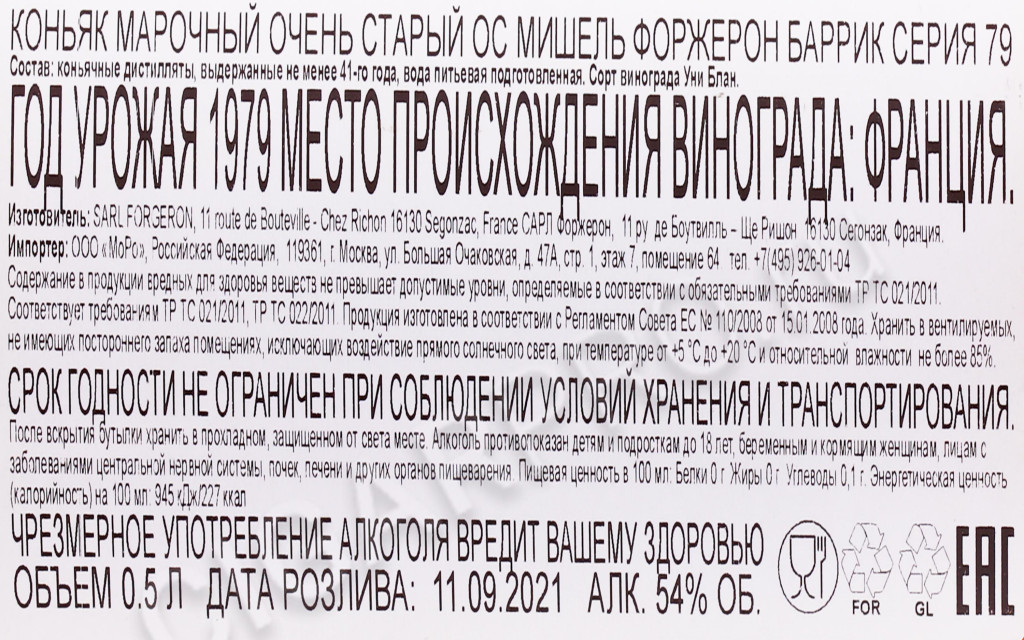 КОНЬЯК МАРОЧНЫЙ ОЧЕНЬ СТАРЫЙ ОС МИШЕЛЬ ФОРЖЕРОН БАРРИК СЕРИЯ 79
Состав: коньячные дистилляты, выдержанные не менее 41-го года, вода питьевая подготовленная. Сорт винограда Уни Блан.
ГОД УРОЖАЯ 1979 МЕСТО ПРОИСХОЖДЕНИЯ ВИНОГРАДА: ФРАНЦИЯ.
Изготовитель: SARL FORGERON, 11 route de Bouteville - Chez Richon 16130 Segonzac, France САРЛ Форжерон, 11 ру де Боутвилль – Ще Ришон 16130 Сегонзак, Франция.
Импортер: ООО «МоРо», Российская Федерация, 119361, г. Москва, ул. Большая Очаковская, д. 47А, стр. 1, этаж 7, помещение 64 тел. +7(495) 926-01-04
Содержание в продукции вредных для здоровья веществ не превышает допустимые уровни, определяемые в соответствии с обязательными требованиями ТР ТС 021/2011.
Соответствует требованиям ТР ТС 021/2011, ТР ТС 022/2011. Продукция изготовлена в соответствии с Регламентом Совета ЕС № 110/2008 от 15.01.2008 года. Хранить в вентилируемых,
не имеющих постороннего запаха помещениях, исключающих воздействие прямого солнечного света, при температуре от +5 °С до +20 °С и относительной влажности не более 85%.
СРОК ГОДНОСТИ НЕ ОГРАНИЧЕН ПРИ СОБЛЮДЕНИИ УСЛОВИЙ ХРАНЕНИЯ И ТРАНСПОРТИРОВАНИЯ.
После вскрытия бутылки хранить в прохладном, защищенном от света месте. Алкоголь противопоказан детям и подросткам до 18 лет, беременным и кормящим женщинам, лицам с
заболеваниями центральной нервной системы, почек, печени и других органов пищеварения. Пищевая ценность в 100 мл: Белки 0 г Жиры 0 г Углеводы 0,1 г. Энергетическая ценность
(калорийность) на 100 мл: 945 кДж/227 ккал
ЧРЕЗМЕРНОЕ УПОТРЕБЛЕНИЕ АЛКОГОЛЯ ВРЕДИТ ВАШЕМУ ЗДОРОВЬЮ
ОБЪЕМ 0.5 Л ДАТА РОЗЛИВА: 11.09.2021 АЛК. 54% ОБ.
FOR GL EAC